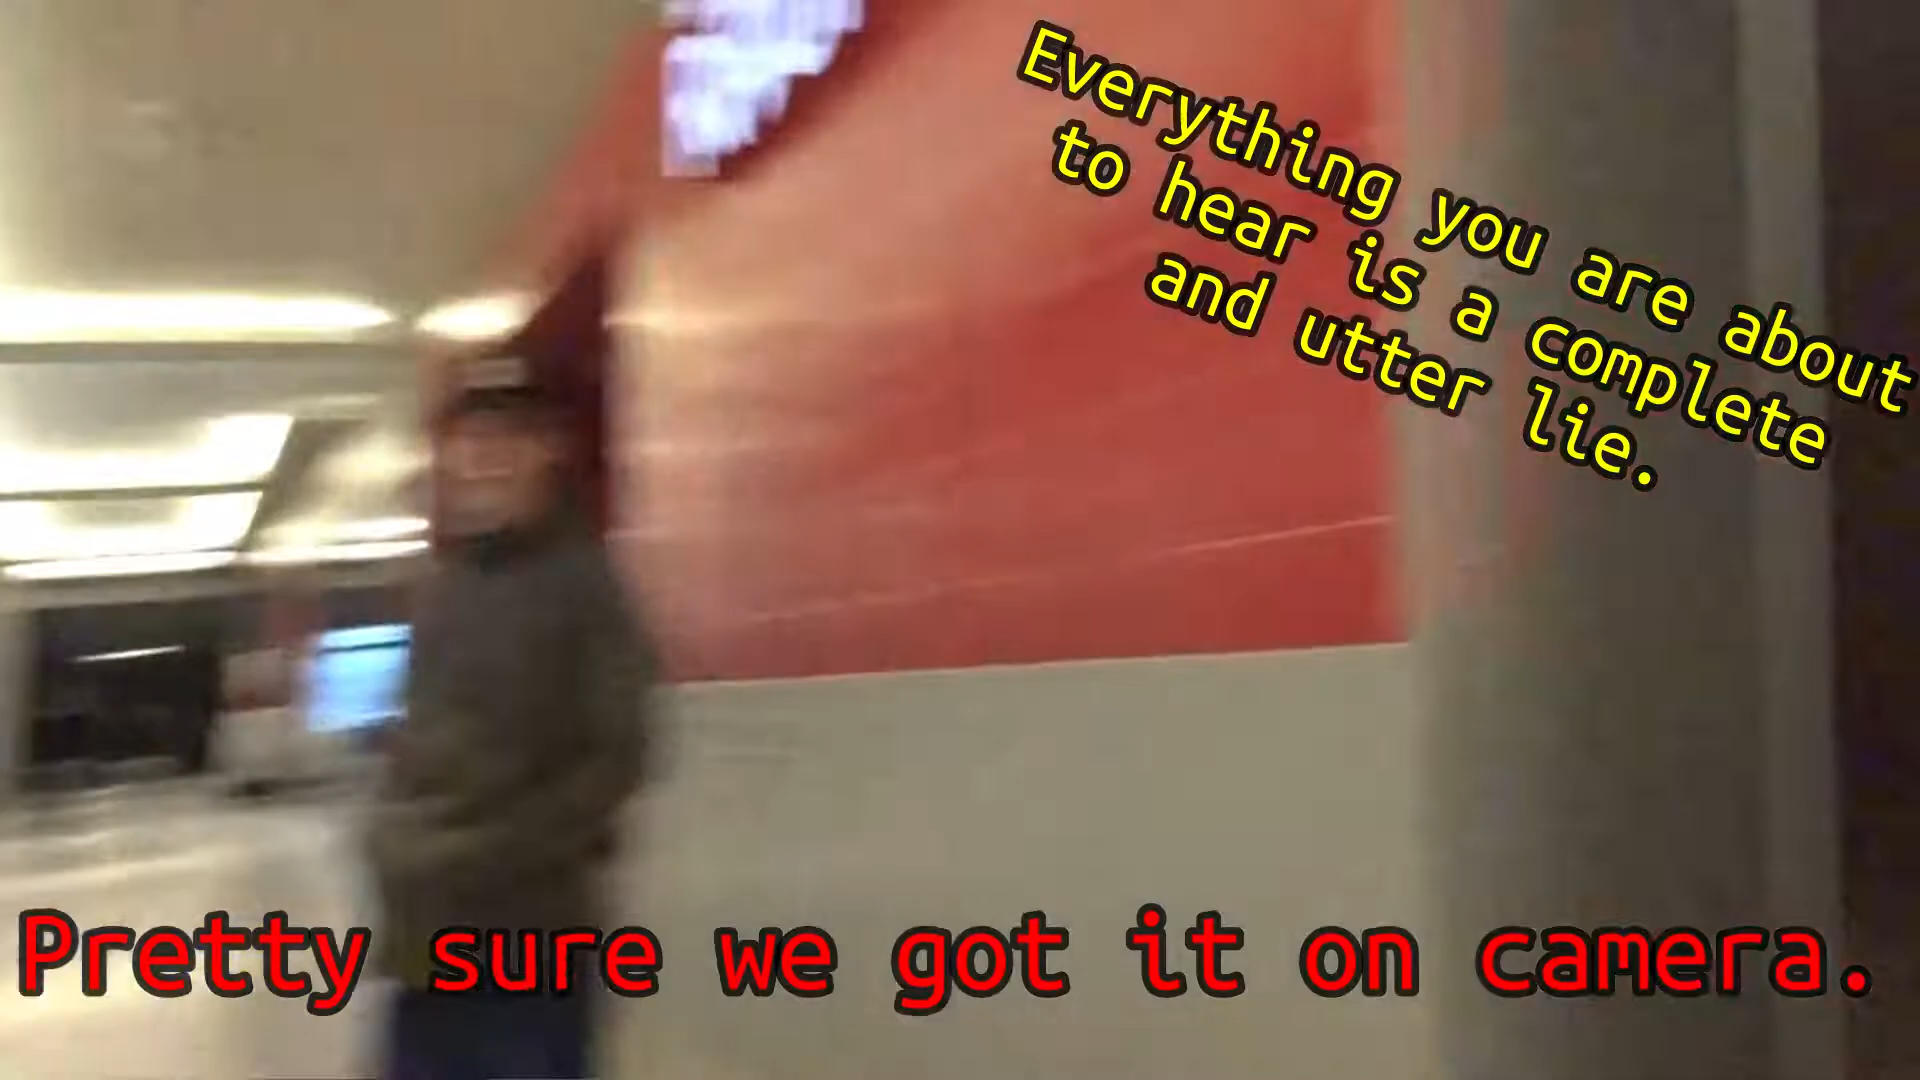 Everything you are about
to hear is a complete
and utter lie.
Pretty sure we got it on camera.